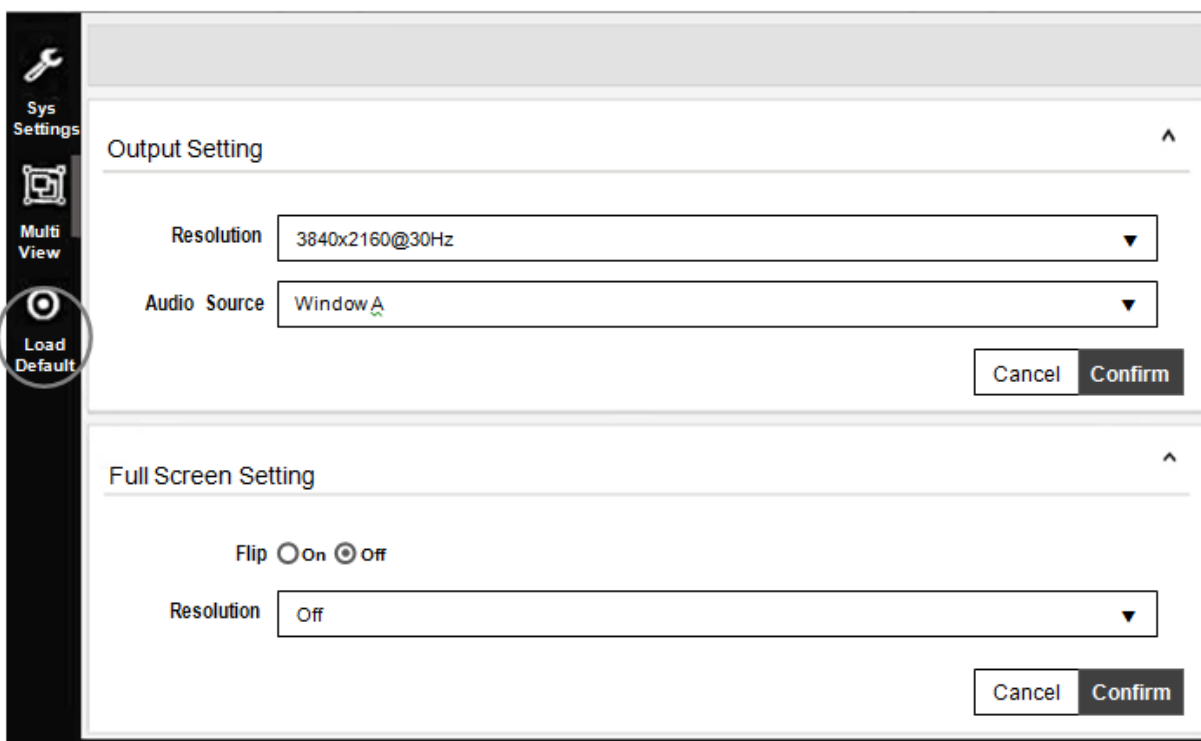 Sys
Settings
Multi
View
Load
Default
Output Setting
Resolution 3840x2160@30Hz
Audio Source Window A
Cancel Confirm
Full Screen Setting
Flip On Off
Resolution Off
Cancel Confirm